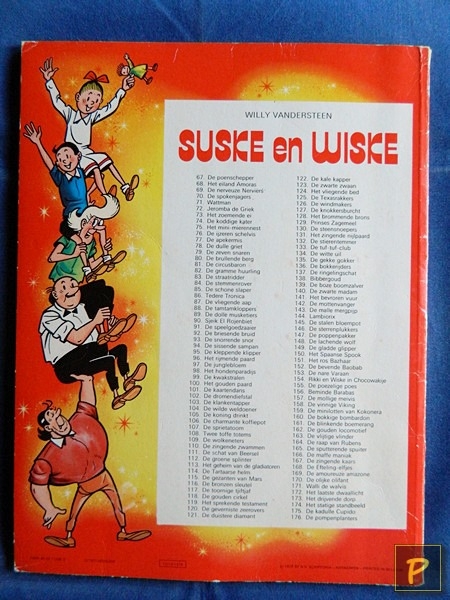 WILLY VANDERSTEEN
SUSKE en WISKE
67. De poenschepper
68. Het eiland Amoras
69. De nerveuze Nerviers
70. De spokenjagers
71. Wattman
72. Jeromba de Griek
73. Het zoemende ei
74. De koddige kater
75. Het mini-mierennest
76. De ijzeren schelvis
77. De apekermis
78. De dulle griet
79. De zeven snaren
80. De brullende berg
81. De circusbaron
82. De gramme huurling
83. De straatridder
84. De stemmenrover
85. De schone slaper
86. Tedere Tronica
87. De vliegende aap
88. De tamtamkloppers
89. De dolle musketiers
90. Sjeik El Rojenbiet
91. De speelgoedzaaier
92. De briesende bruid
93. De snorrende snor
94. De sissende sampan
95. De kleppende klipper
96. Het rijmende paard
97. De junglebloem
98. Het hondenparadijs
99. De kwakstralen
100. Het gouden paard
101. De kaartendans
102. De dromendiefstal
103. De klankentapper
104. De wilde weldoener
105. De koning drinkt
106. De charmante koffiepot
107. De sprietatoom
108. Twee toffe totems
109. De wolkeneters
110. De zingende zwammen
111. De schat van Beersel
112. De groene splinter
113. Het geheim van de gladiatoren
114. De Tartaarse helm
115. De gezanten van Mars
116. De bronzen sleutel
117. De toornige tjiftjaf
118. De gouden cirkel
119. Het sprekende testament
120. De gevernielde zeerovers
121. De duistere diamant
122. De kale kapper
123. De zwarte zwaan
124. Het vliegende bed
125. De Texasrakkers
126. De windmakers
127. De knokkersburcht
128. Het brommende brons
129. Prinses Zagemeel
130. De steensnoepers
131. Het zingende nijlpaard
132. De sterrentemmer
133. De tuf-tuf-club
134. De witte uil
135. De gekke gokker
136. De bokkerijders
137. De ringelingschat
138. Bibbergoud
139. De boze boomzalver
140. De zwarte madam
141. Het bevroren vuur
142. De mottenvanger
143. De malle mergpijp
144. Lambiorix
145. De stalen bloempot
146. De stemmplukkers
147. De poppenpakker
148. De lachende wolf
149. De gladde glipper
150. Het Spaanse Spook
151. Het ros Bazhaar
152. De bevende Baobab
153. De nare Varaan
154. Rikki en Wiske in Chocowakije
155. De poezelige poes
156. Beminde Barabas
157. De mollige meivis
158. De vininge Viking
159. De minilotten van Kokonera
160. De bokkige bombardon
161. De blinkende boemerang
162. De gouden locomotief
163. De vlijtige vlinder
164. De raap van Rubens
165. De sputterende spuiter
166. De maffe maniak
167. De zingende kaars
168. De Efteling-elfjes
169. De amoureuze amazone
170. De olijke olifant
171. Walli de walvis
172. Het laatste dwaallicht
173. Het drijvende dorp
174. Het statige standbeeld
175. De kadulle Cupido
176. De pompenplanters
P